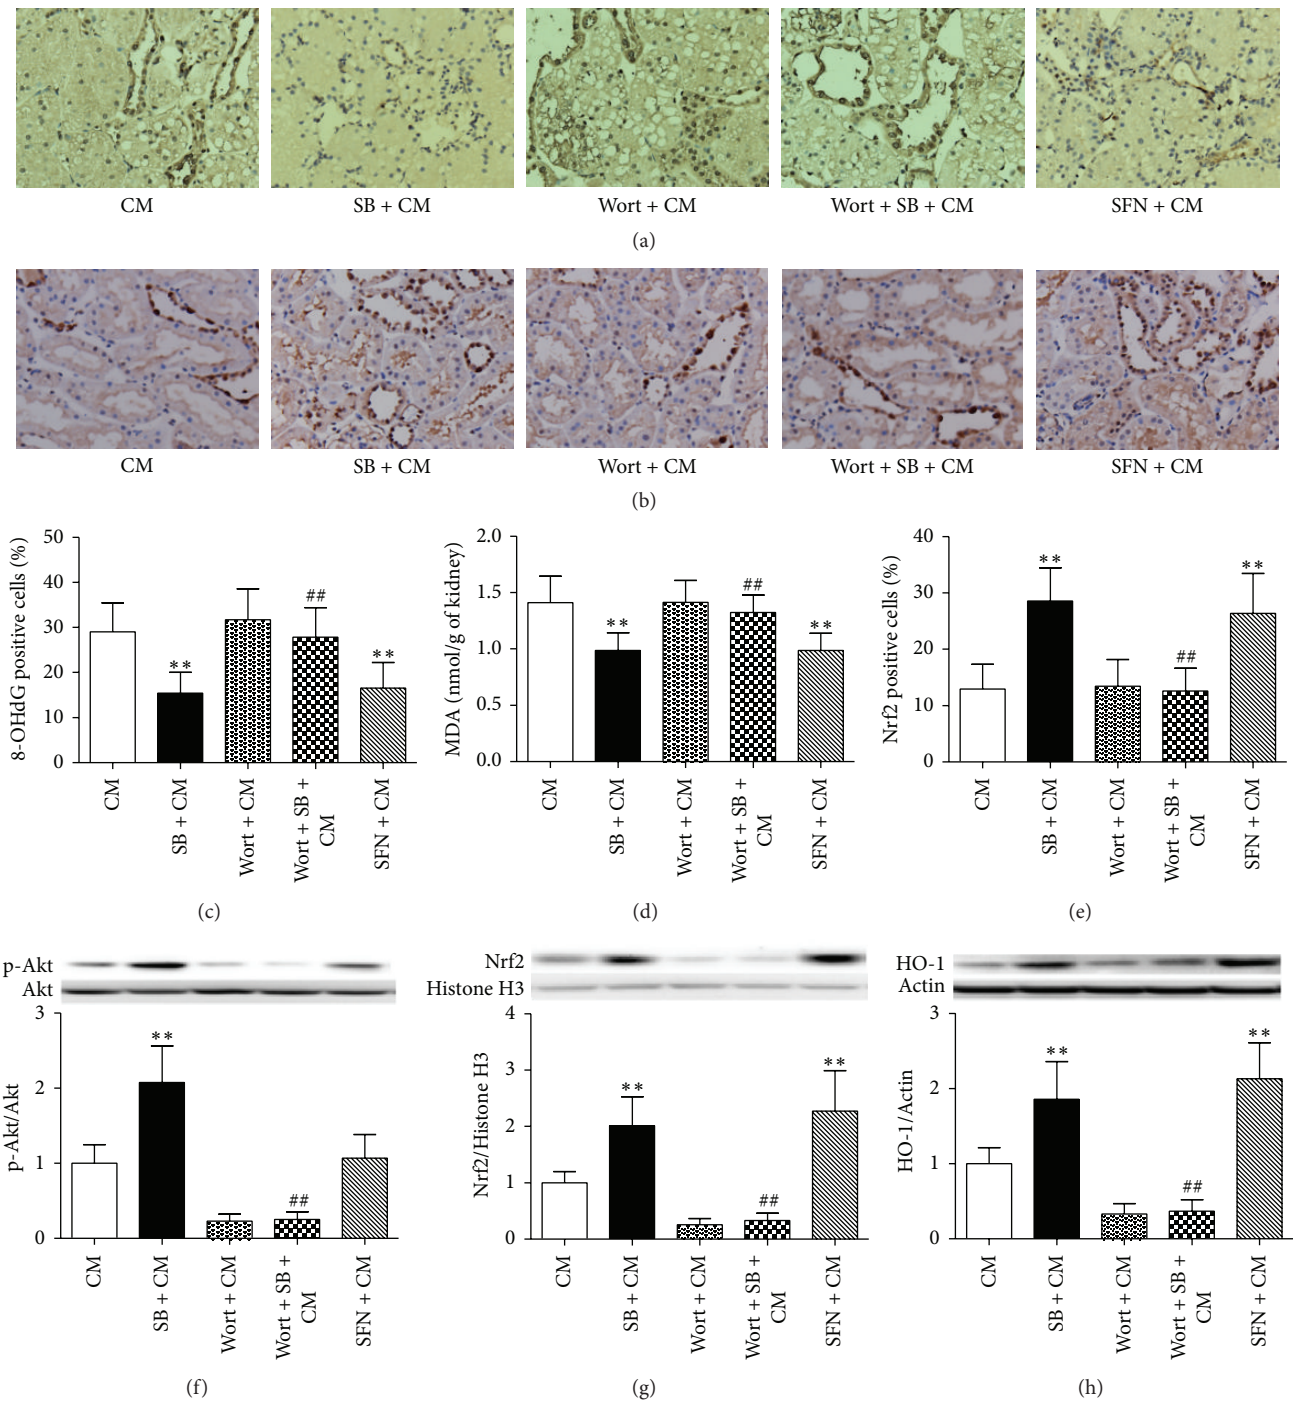 CM
SB + CM
Wort + CM
Wort + SB + CM
SFN + CM
(a)
CM
SB + CM
Wort + CM
Wort + SB + CM
SFN + CM
(b)
8-OHdG positive cells (%)
50
40
30
20
10
0
**
##
**
CM
SB + CM
Wort + CM
Wort + SB +
CM
SFN + CM
(c)
MDA (nmol/g of kidney)
2.0
1.5
1.0
0.5
0.0
**
##
**
CM
SB + CM
Wort + CM
Wort + SB +
CM
SFN + CM
(d)
Nrf2 positive cells (%)
40
30
20
10
0
**
##
**
CM
SB + CM
Wort + CM
Wort + SB +
CM
SFN + CM
(e)
p-Akt
Akt
p-Akt/Akt
3
2
1
0
**
##
CM
SB + CM
Wort + CM
Wort + SB +
CM
SFN + CM
(f)
Nrf2
Histone H3
Nrf2/Histone H3
4
3
2
1
0
**
##
**
CM
SB + CM
Wort + CM
Wort + SB +
CM
SFN + CM
(g)
HO-1
Actin
HO-1/Actin
3
2
1
0
**
##
**
CM
SB + CM
Wort + CM
Wort + SB +
CM
SFN + CM
(h)